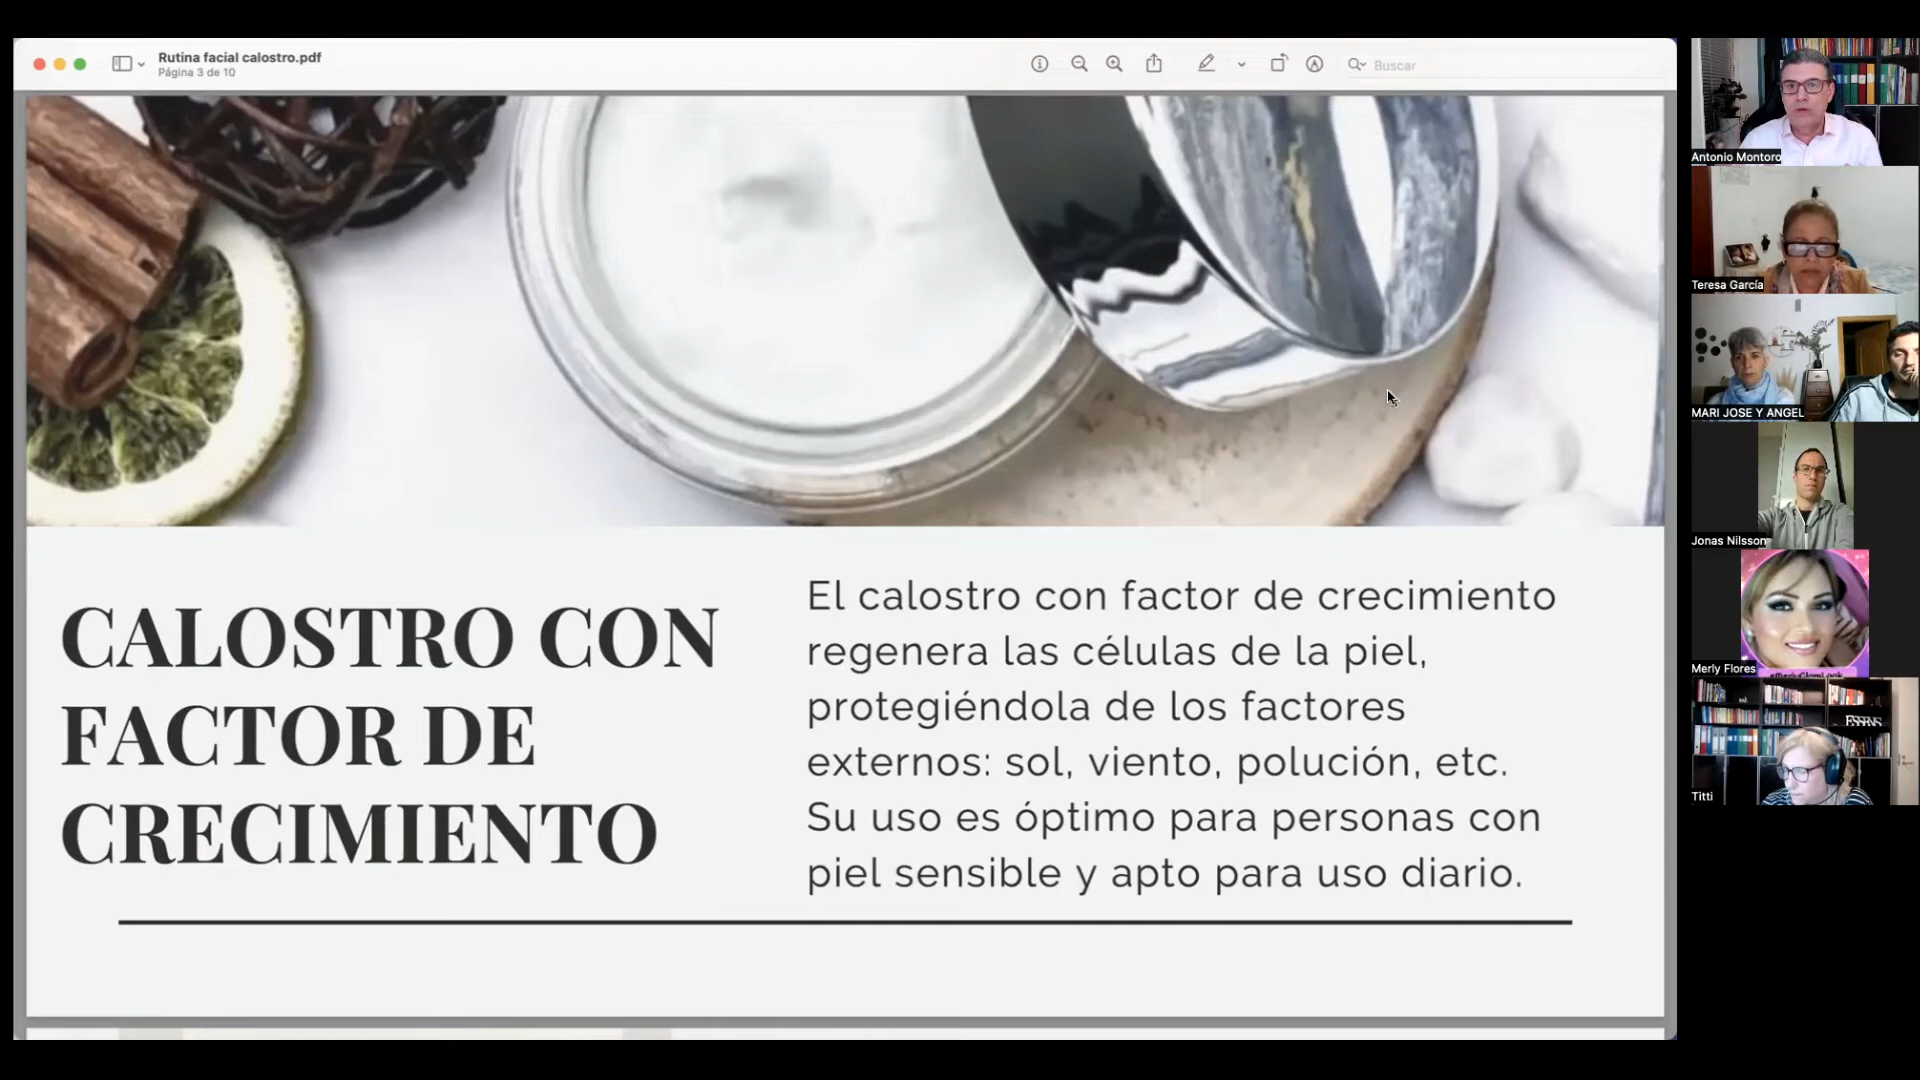 Rutina facial calostro.pdf
Página 3 de 10
Buscar
CALOSTRO CON
FACTOR DE
CRECIMIENTO
El calostro con factor de crecimiento
regenera las células de la piel,
protegiéndola de los factores
externos: sol, viento, polución, etc.
Su uso es óptimo para personas con
piel sensible y apto para uso diario.
Antonio Montoro
Teresa García
MARI JOSE Y ANGEL
Jonas Nilsson
Merly Flores
ESSENS
Titti